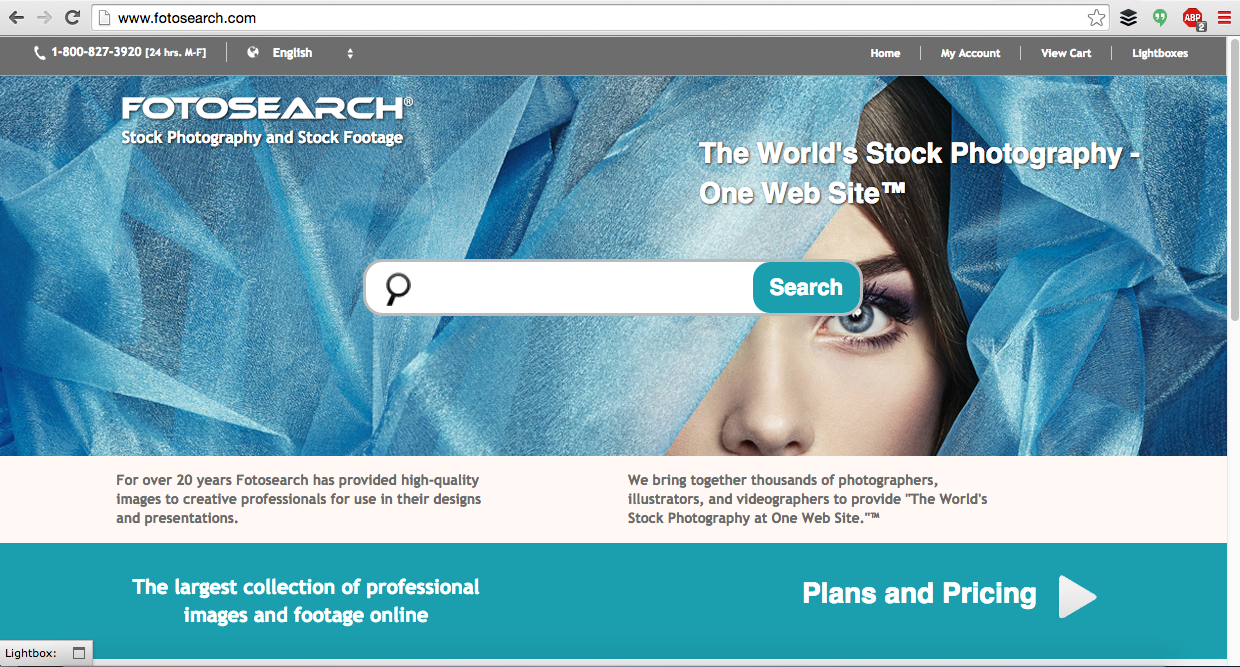 www.fotosearch.com
ABP
2
1-800-827-3920 [24 hrs. M-F]
English
Home
My Account
View Cart
Lightboxes
FOTOSEARCH®
Stock Photography and Stock Footage
The World's Stock Photography -
One Web Site™
Search
For over 20 years Fotosearch has provided high-quality
images to creative professionals for use in their designs
and presentations.
We bring together thousands of photographers,
illustrators, and videographers to provide "The World's
Stock Photography at One Web Site."™
The largest collection of professional
images and footage online
Plans and Pricing
Lightbox: